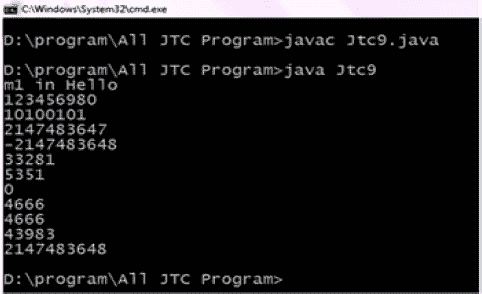 C:\Windows\System32\cmd.exe
D:\program\All JTC Program>javac Jtc9.java
D:\program\All JTC Program>java Jtc9
m1 in Hello
123456980
10100101
2147483647
-2147483648
33281
5351
0
4666
4666
43983
2147483648
D:\program\All JTC Program>